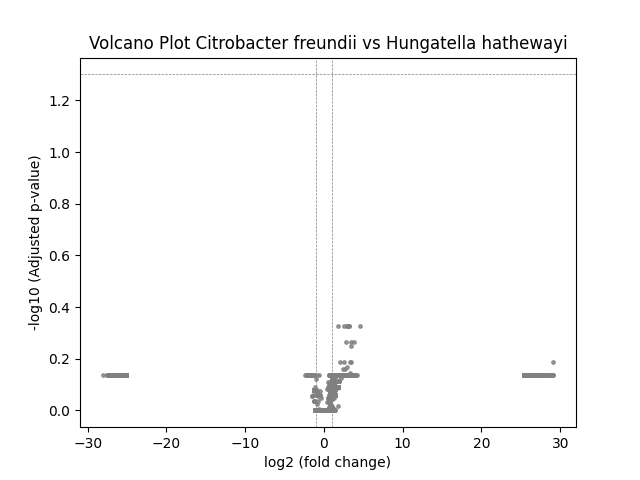 Volcano Plot Citrobacter freundii vs Hungatella hathewayi
-log10 (Adjusted p-value)
1.2
1.0
0.8
0.6
0.4
0.2
0.0
−30 −20 −10 0 10 20 30
log2 (fold change)